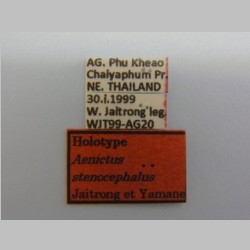 AG. Phu Kheao
Chaiyaphum Pr.
NE. THAILAND
30.i.1999
W. Jaitrong leg.
WJT99-AG20
Holotype
Aenictus
stenocephalus
Jaitrong et Yamane